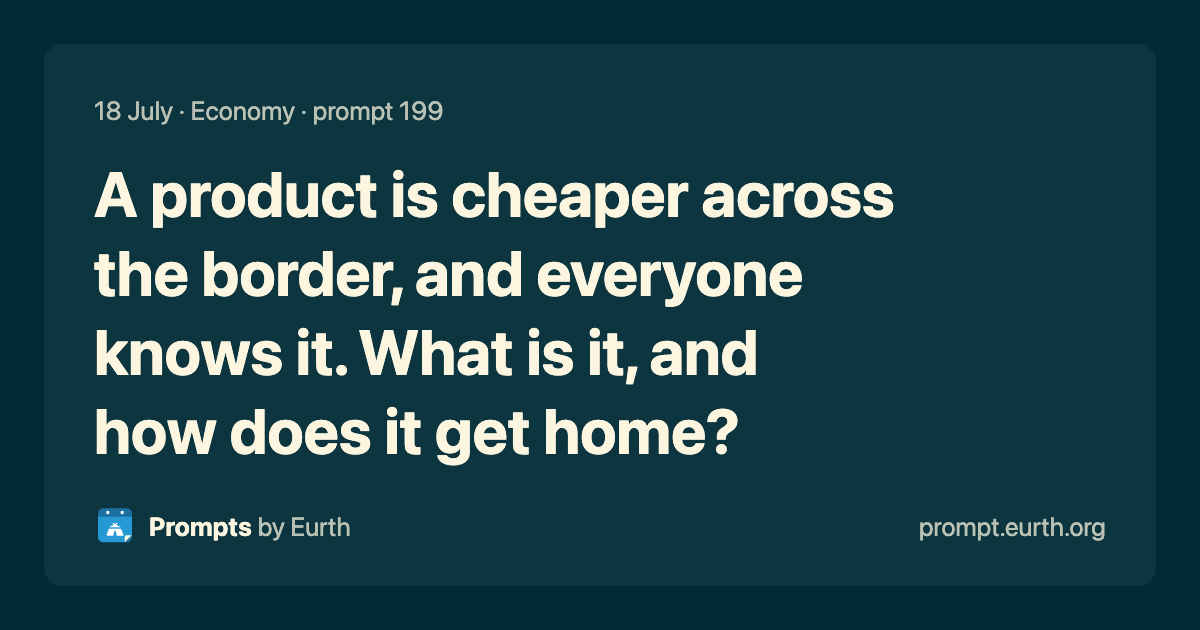 18 July · Economy · prompt 199
A product is cheaper across
the border, and everyone
knows it. What is it, and
how does it get home?
Prompts by Eurth
prompt.eurth.org